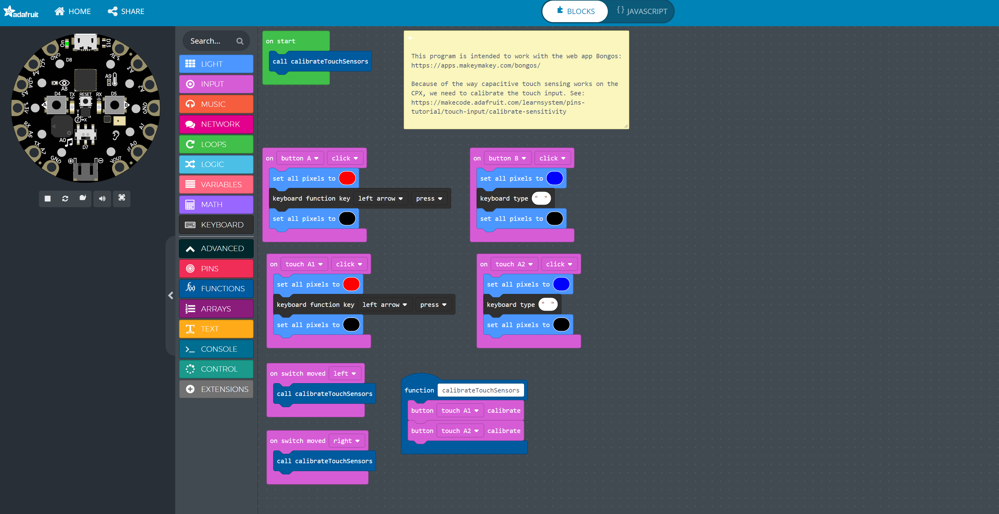 adafruit HOME SHARE BLOCKS {} JAVASCRIPT
On D13
GND 3.3V
SCL D8 A3
A4 A9
SDA A8 A2
A5 D4 TX RESET RX D5
A B
3.3V GND
Y
Z X
RX A1
A6 A0
TX D7 A0
A7
GND VOUT
Search...
LIGHT
INPUT
MUSIC
NETWORK
LOOPS
LOGIC
VARIABLES
MATH
KEYBOARD
ADVANCED
PINS
FUNCTIONS
ARRAYS
TEXT
CONSOLE
CONTROL
EXTENSIONS
on start
call calibrateTouchSensors
This program is intended to work with the web app Bongos:
https://apps.makeymakey.com/bongos/
Because of the way capacitive touch sensing works on the
CPX, we need to calibrate the touch input. See:
https://makecode.adafruit.com/learnsystem/pins-
tutorial/touch-input/calibrate-sensitivity
on button A click
set all pixels to
keyboard function key left arrow press
set all pixels to
on button B click
set all pixels to
keyboard type " "
set all pixels to
on touch A1 click
set all pixels to
keyboard function key left arrow press
set all pixels to
on touch A2 click
set all pixels to
keyboard type " "
set all pixels to
on switch moved left
call calibrateTouchSensors
function calibrateTouchSensors
button touch A1 calibrate
button touch A2 calibrate
on switch moved right
call calibrateTouchSensors